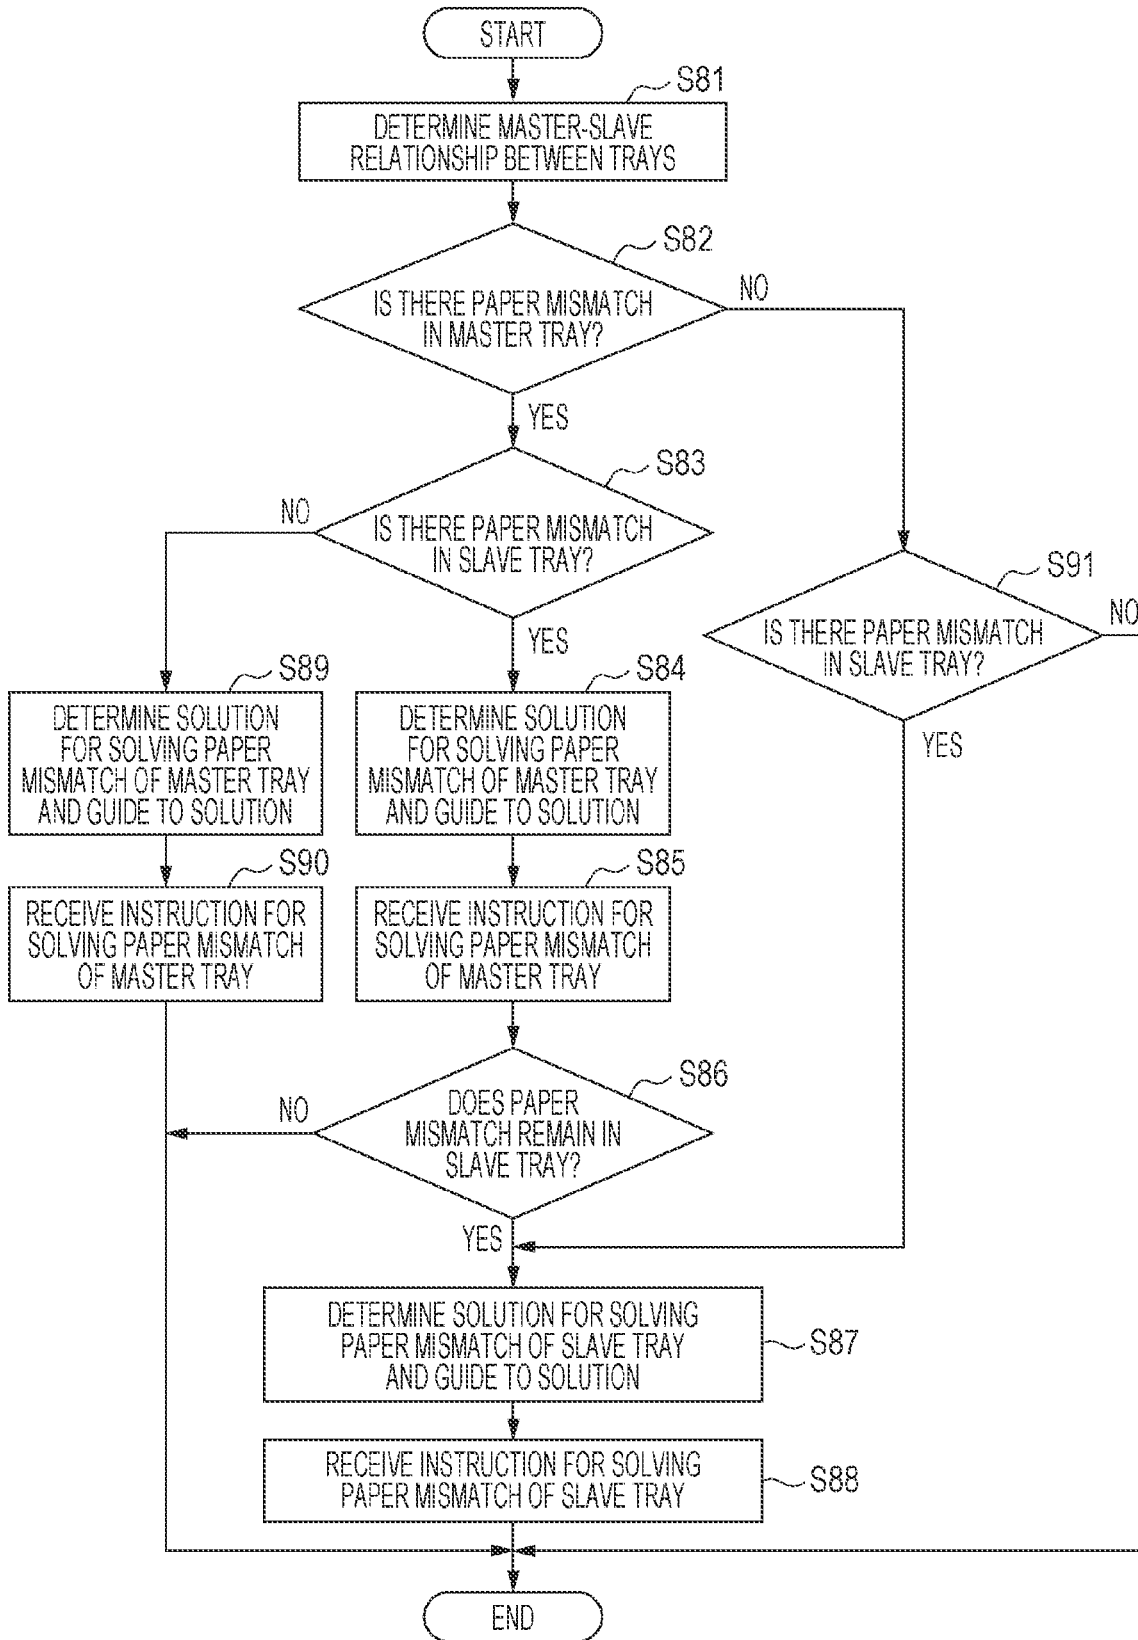 START
S81
DETERMINE MASTER-SLAVE
RELATIONSHIP BETWEEN TRAYS
S82
IS THERE PAPER MISMATCH
IN MASTER TRAY?
NO
YES
S83
NO
IS THERE PAPER MISMATCH
IN SLAVE TRAY?
YES
S91
NO
IS THERE PAPER MISMATCH
IN SLAVE TRAY?
YES
S89
DETERMINE SOLUTION
FOR SOLVING PAPER
MISMATCH OF MASTER TRAY
AND GUIDE TO SOLUTION
S84
DETERMINE SOLUTION
FOR SOLVING PAPER
MISMATCH OF MASTER TRAY
AND GUIDE TO SOLUTION
S90
RECEIVE INSTRUCTION FOR
SOLVING PAPER MISMATCH
OF MASTER TRAY
S85
RECEIVE INSTRUCTION FOR
SOLVING PAPER MISMATCH
OF MASTER TRAY
S86
NO
DOES PAPER
MISMATCH REMAIN IN
SLAVE TRAY?
YES
DETERMINE SOLUTION FOR SOLVING
PAPER MISMATCH OF SLAVE TRAY
AND GUIDE TO SOLUTION
S87
RECEIVE INSTRUCTION FOR SOLVING
PAPER MISMATCH OF SLAVE TRAY
S88
END